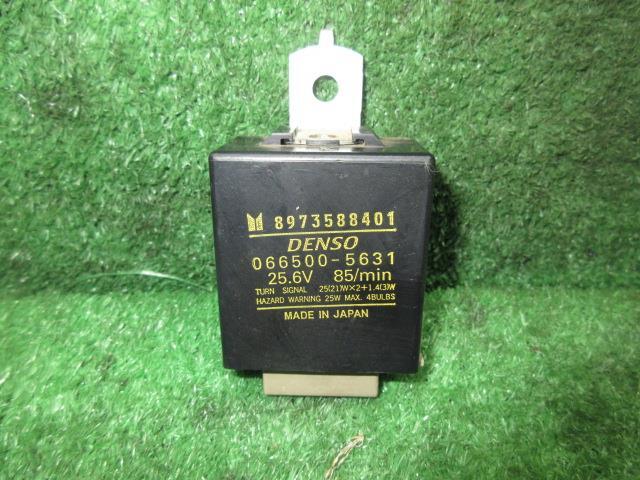 8973588401
DENSO
066500-5631
25.6V 85/min
TURN SIGNAL 25(21)W×2+1.4(3)W
HAZARD WARNING 25W MAX. 4BULBS
MADE IN JAPAN